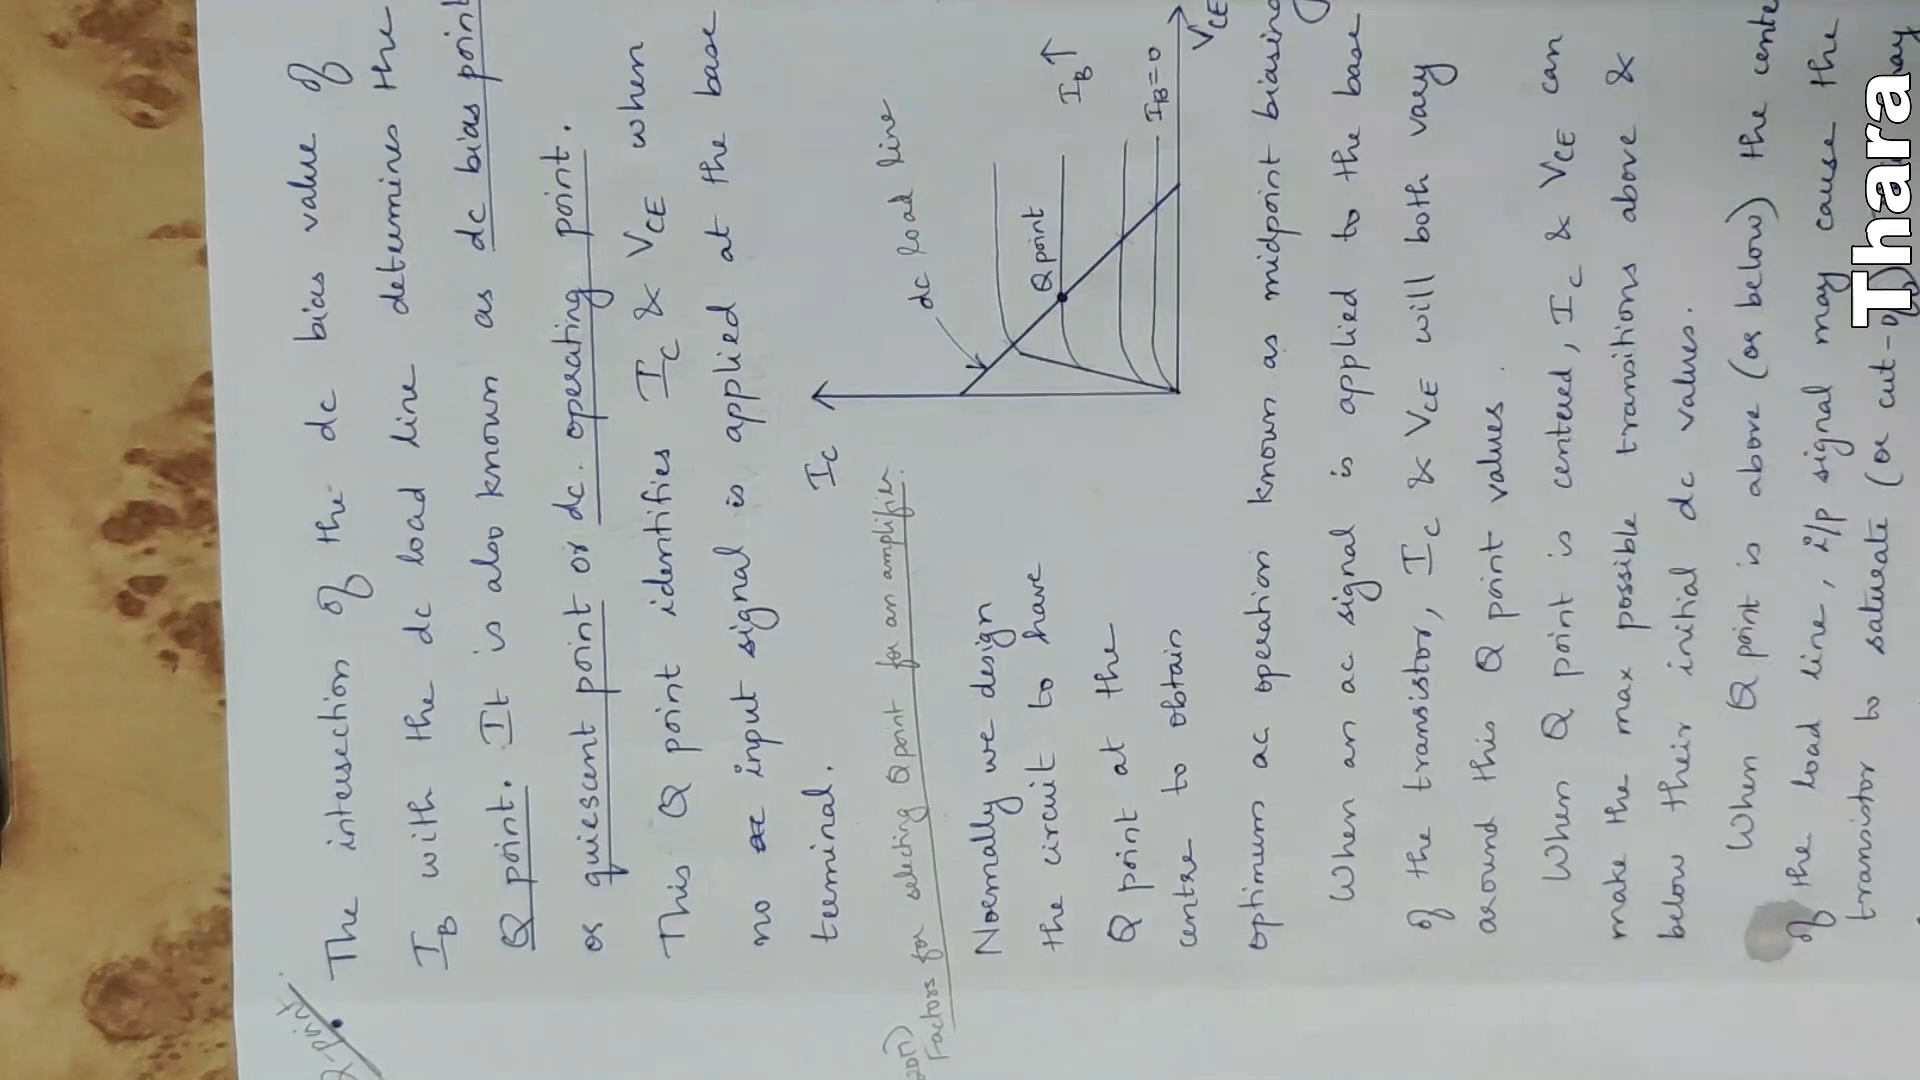 Q-Point
• The intersection of the dc bias value of
IB with the dc load line determines the
Q point. It is also known as dc bias point
or quiescent point or dc. operating point.
This Q point identifies IC & VCE when
no input signal is applied at the base
terminal.
Factors for selecting Q point for an amplifier.
Normally we design
the circuit to have
Q point at the
centre to obtain
IC
dc load line
Q point
IB ↑
IB=0
VCE
optimum ac operation known as midpoint biasing
When an ac signal is applied to the base
of the transistor, IC & VCE will both vary
around this Q point values.
When Q point is centered, IC & VCE can
make the max possible transitions above &
below their initial dc values.
When Q point is above (or below) the cente
of the load line, i/p signal may cause the
transistor to saturate (or cut-off)
Thara